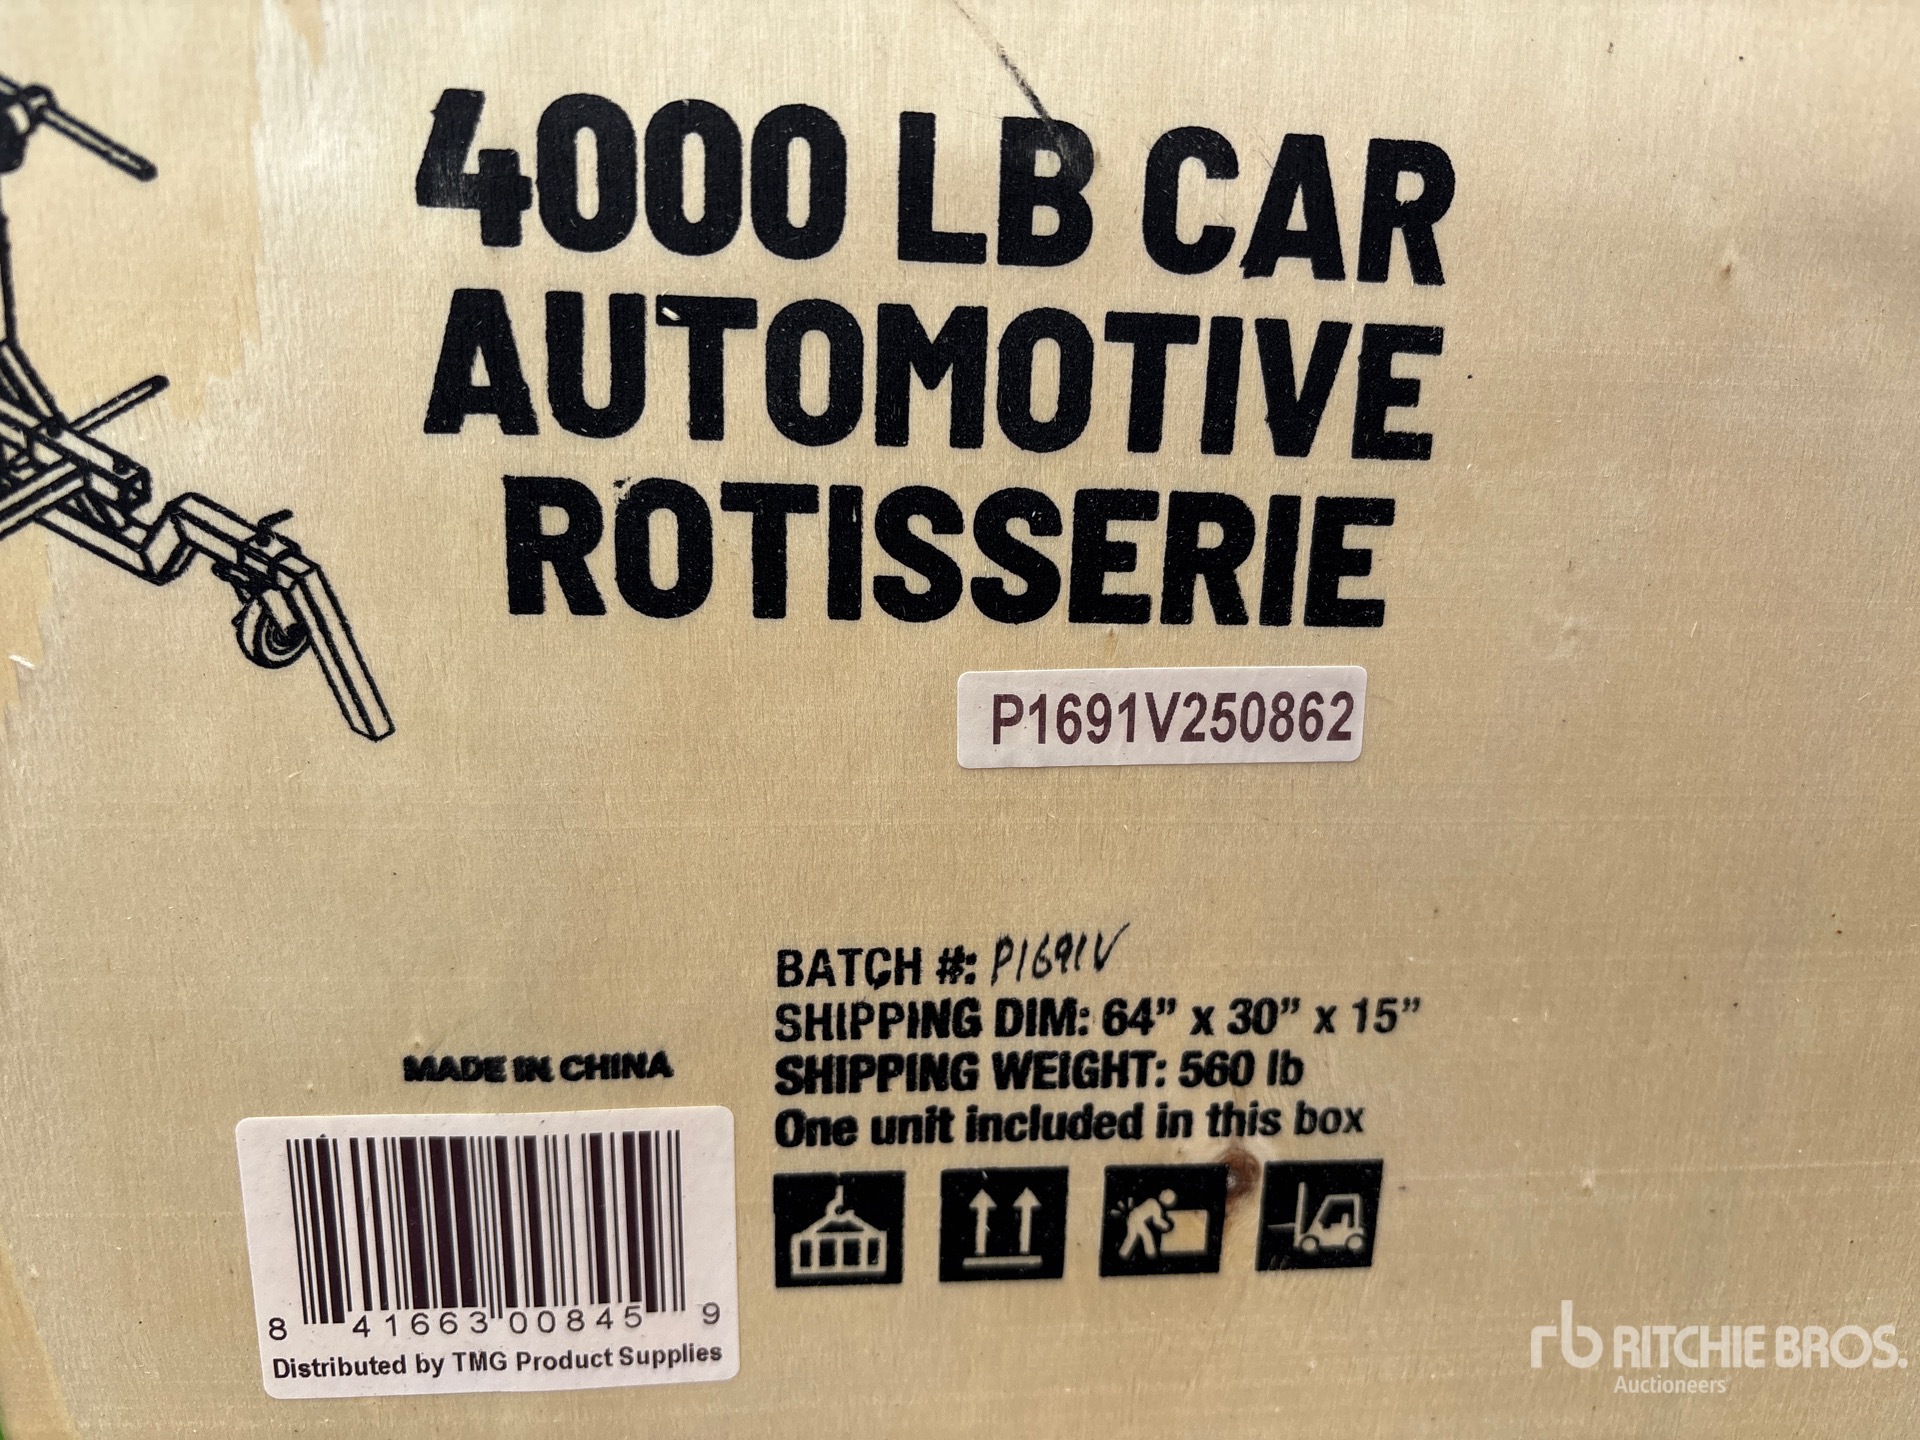 4000 LB CAR
AUTOMOTIVE
ROTISSERIE
P1691V250862
BATCH #: P1691V
SHIPPING DIM: 64” x 30” x 15”
SHIPPING WEIGHT: 560 lb
One unit included in this box
MADE IN CHINA
8 41663 00845 9
Distributed by TMG Product Supplies
rb RITCHIE BROS.
Auctioneers